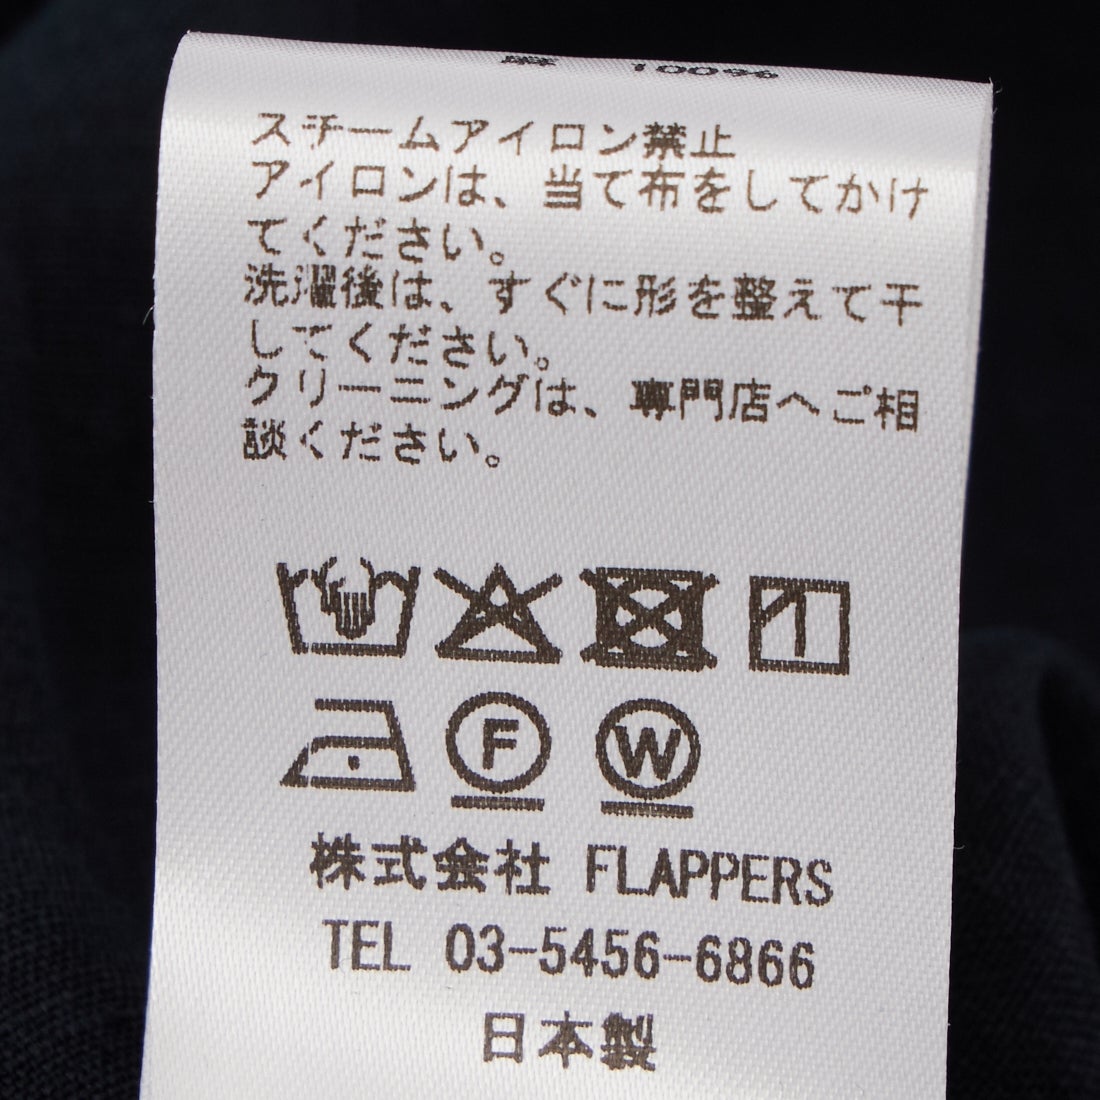 麻 100%
スチームアイロン禁止
アイロンは、当て布をしてかけ
てください。
洗濯後は、すぐに形を整えて干
してください。
クリーニングは、専門店へご相
談ください。
F W
株式会社 FLAPPERS
TEL 03-5456-6866
日本製